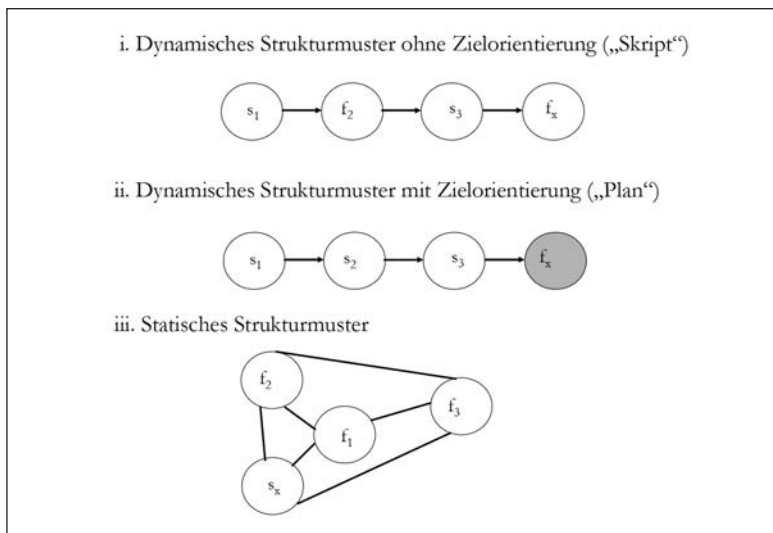 i. Dynamisches Strukturmuster ohne Zielorientierung („Skript“)
s₁ f₂ s₃ fₓ
ii. Dynamisches Strukturmuster mit Zielorientierung („Plan“)
s₁ s₂ s₃ fₓ
iii. Statisches Strukturmuster
f₂
f₃
f₁
sₓ